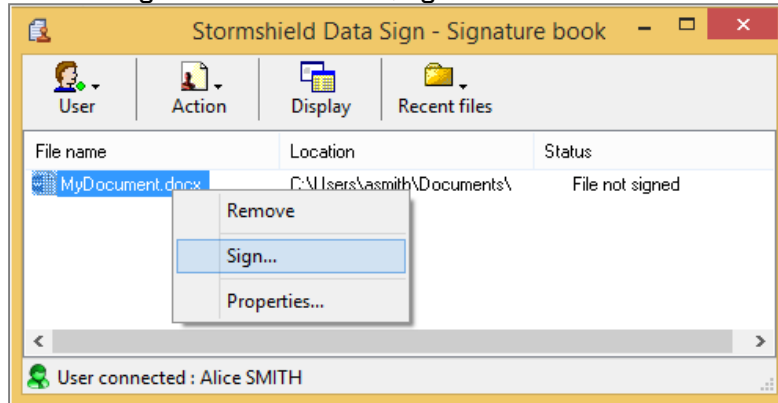 Stormshield Data Sign - Signature book
User Action Display Recent files
File name Location Status
MyDocument.docx C:\Users\asmith\Documents\ File not signed
Remove
Sign...
Properties...
User connected : Alice SMITH